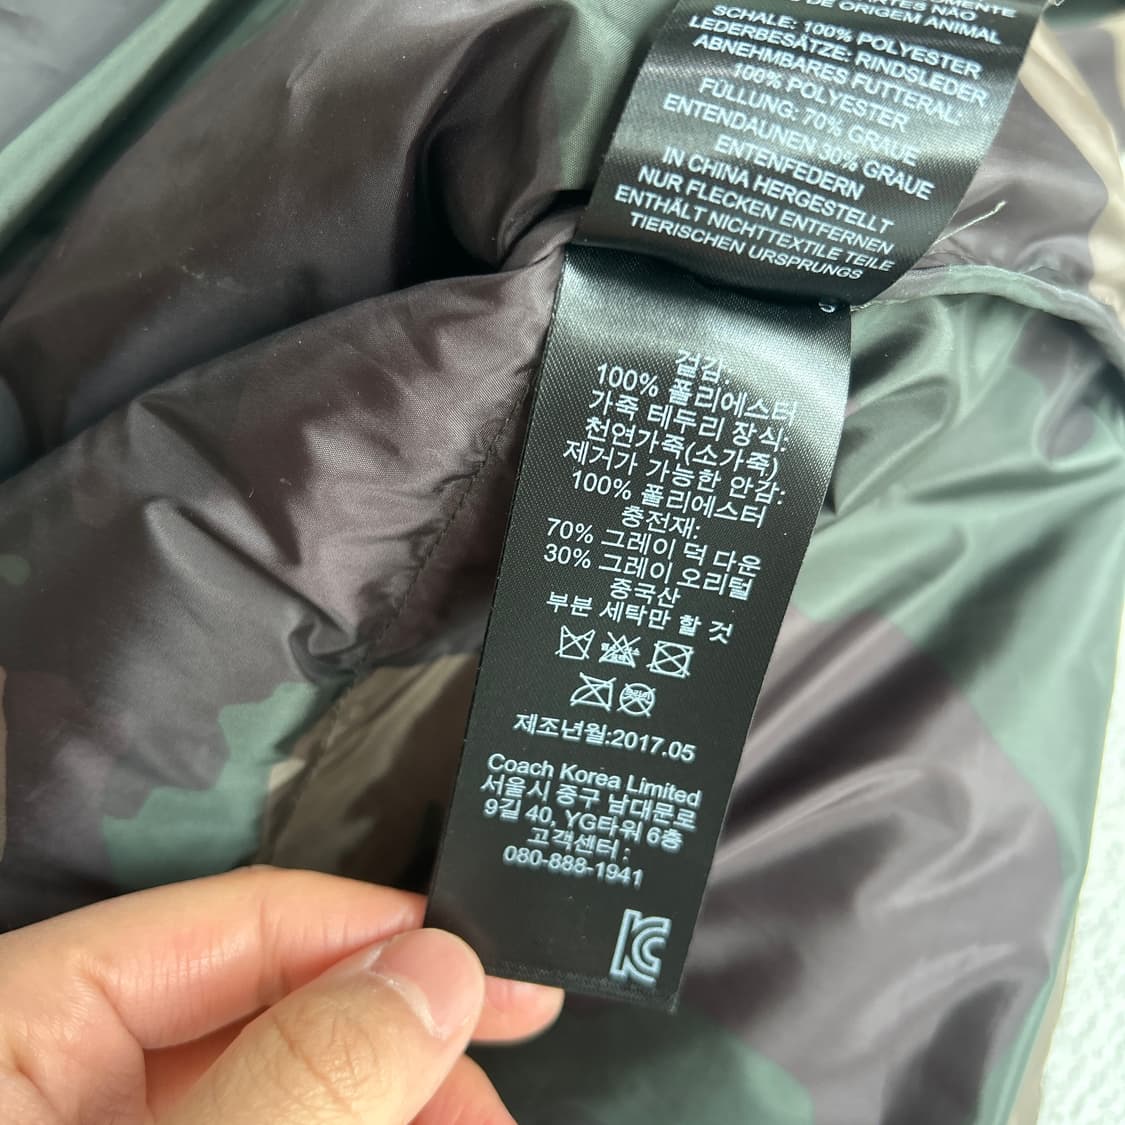 ARTES NÃO
DE ORIGEM ANIMAL
SCHALE: 100% POLYESTER
LEDERBESÄTZE: RINDSLEDER
ABNEHMBARES FUTTERAL:
100% POLYESTER
FÜLLUNG: 70% GRAUE
ENTENDAUNEN 30% GRAUE
ENTENFEDERN
IN CHINA HERGESTELLT
NUR FLECKEN ENTFERNEN
ENTHÄLT NICHTTEXTILE TEILE
TIERISCHEN URSPRUNGS
겉감:
100% 폴리에스터
가죽 테두리 장식:
천연가죽(소가죽)
제거가 가능한 안감:
100% 폴리에스터
충전재:
70% 그레이 덕 다운
30% 그레이 오리털
중국산
부분 세탁만 할 것
제조년월:2017.05
Coach Korea Limited
서울시 중구 남대문로
9길 40, YG타워 6층
고객센터 :
080-888-1941
KC